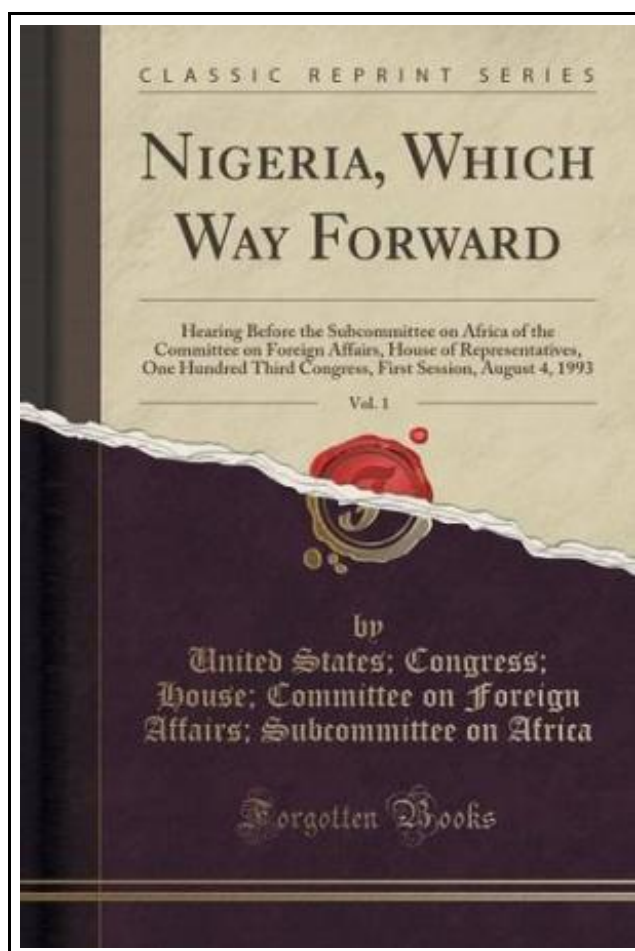 CLASSIC REPRINT SERIES
NIGERIA, WHICH
WAY FORWARD
Hearing Before the Subcommittee on Africa of the
Committee on Foreign Affairs, House of Representatives,
One Hundred Third Congress, First Session, August 4, 1993
Vol. 1
F
by
United States; Congress;
House; Committee on Foreign
Affairs; Subcommittee on Africa
Forgotten Books